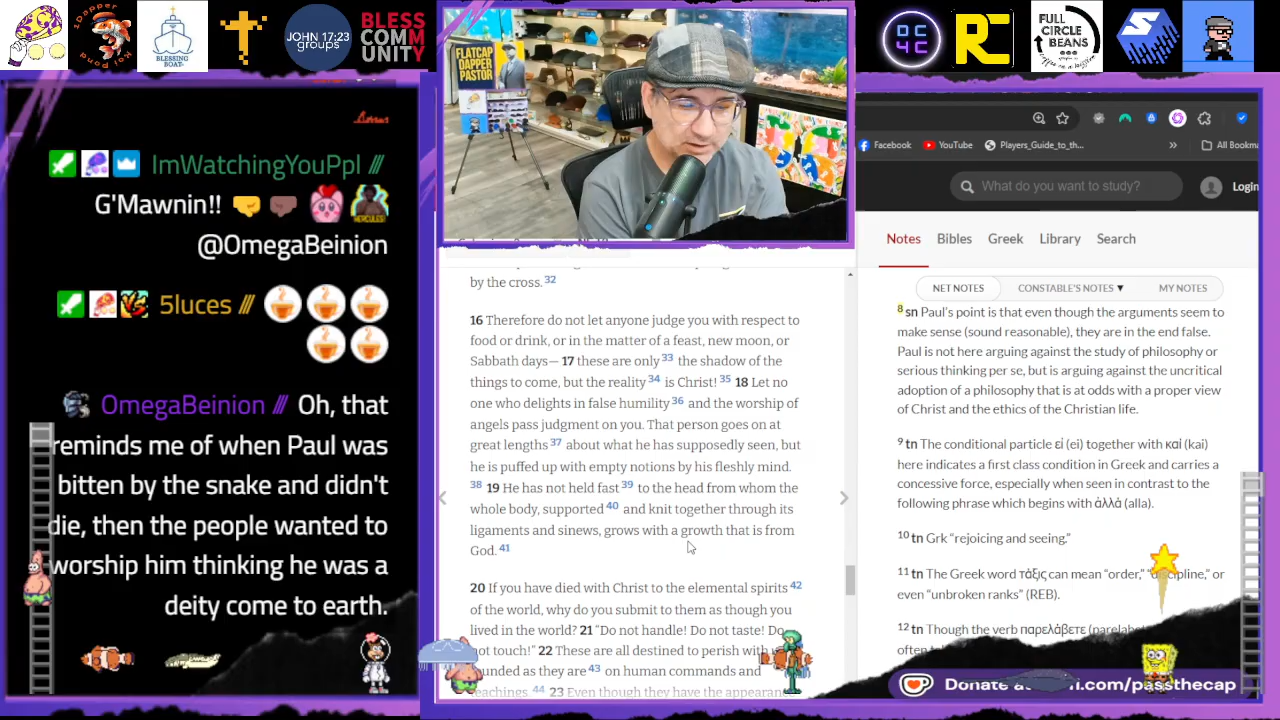 1Dapper
Koi Pond
BLESSING
BOAT
JOHN 17:23
groups
BLESS
COMM
UNITY
OC
4C
RC
FULL
CIRCLE
BEANS
FLATCAP
DAPPER
PASTOR
ImWatchingYouPpl ///
G'Mawnin!!
@OmegaBeinion
5luces ///
OmegaBeinion /// Oh, that
reminds me of when Paul was
bitten by the snake and didn't
die, then the people wanted to
worship him thinking he was a
deity come to earth.
by the cross. 32
16 Therefore do not let anyone judge you with respect to
food or drink, or in the matter of a feast, new moon, or
Sabbath days— 17 these are only 33 the shadow of the
things to come, but the reality 34 is Christ! 35 18 Let no
one who delights in false humility 36 and the worship of
angels pass judgment on you. That person goes on at
great lengths 37 about what he has supposedly seen, but
he is puffed up with empty notions by his fleshly mind.
38 19 He has not held fast 39 to the head from whom the
whole body, supported 40 and knit together through its
ligaments and sinews, grows with a growth that is from
God. 41
20 If you have died with Christ to the elemental spirits 42
of the world, why do you submit to them as though you
lived in the world? 21 “Do not handle! Do not taste! Do
not touch!” 22 These are all destined to perish with
unded as they are 43 on human commands and
teachings. 44 23 Even though they have the appearance
Facebook YouTube Players_Guide_to_th... » All Bookma
What do you want to study? Login
Notes Bibles Greek Library Search
NET NOTES CONSTABLE'S NOTES ▼ MY NOTES
8 sn Paul’s point is that even though the arguments seem to
make sense (sound reasonable), they are in the end false.
Paul is not here arguing against the study of philosophy or
serious thinking per se, but is arguing against the uncritical
adoption of a philosophy that is at odds with a proper view
of Christ and the ethics of the Christian life.
9 tn The conditional particle εἰ (ei) together with καί (kai)
here indicates a first class condition in Greek and carries a
concessive force, especially when seen in contrast to the
following phrase which begins with ἀλλά (alla).
10 tn Grk “rejoicing and seeing.”
11 tn The Greek word τάξις can mean “order,” “discipline,” or
even “unbroken ranks” (REB).
12 tn Though the verb παρελάβετε (parelab
often
Donate at .com/passthecap